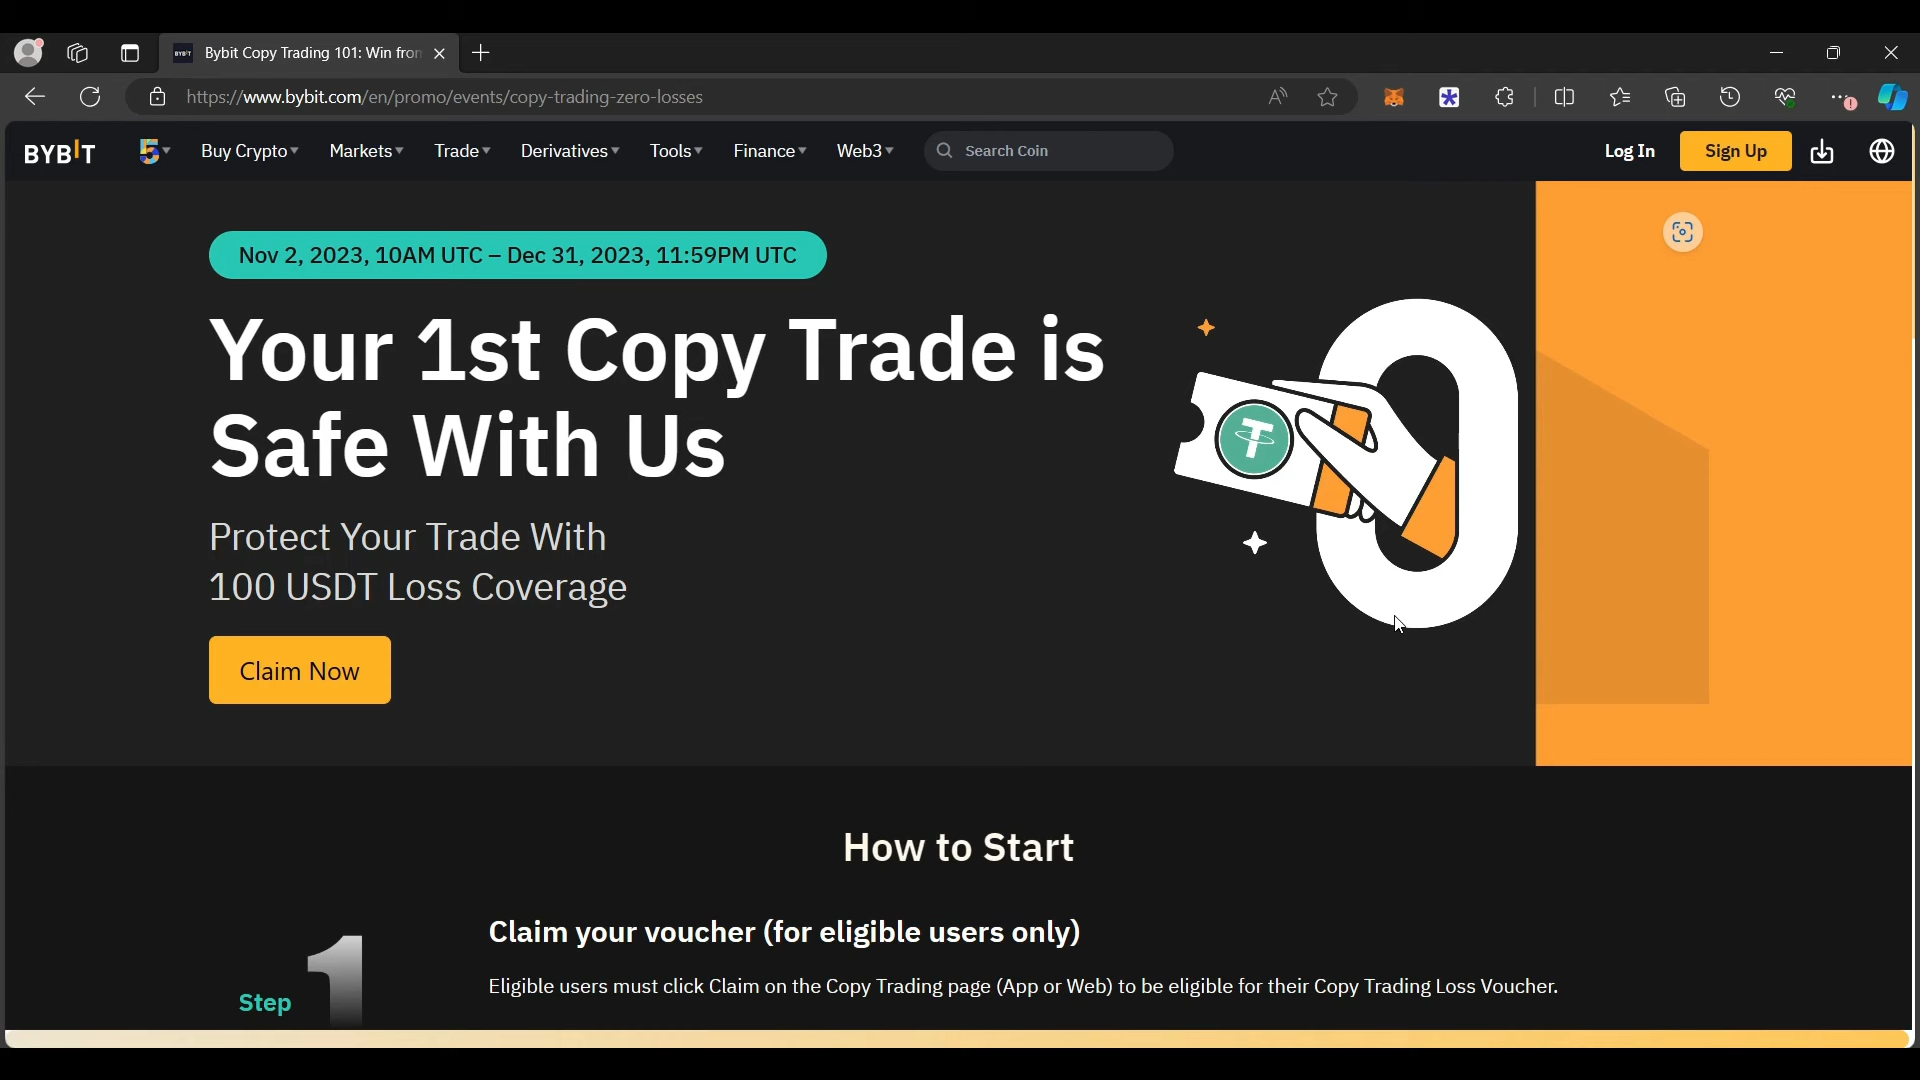 Bybit Copy Trading 101: Win from
https://www.bybit.com/en/promo/events/copy-trading-zero-losses
BYBIT
5
Buy Crypto
Markets
Trade
Derivatives
Tools
Finance
Web3
Search Coin
Log In
Sign Up
Nov 2, 2023, 10AM UTC – Dec 31, 2023, 11:59PM UTC
Your 1st Copy Trade is
Safe With Us
Protect Your Trade With
100 USDT Loss Coverage
Claim Now
How to Start
Step 1
Claim your voucher (for eligible users only)
Eligible users must click Claim on the Copy Trading page (App or Web) to be eligible for their Copy Trading Loss Voucher.